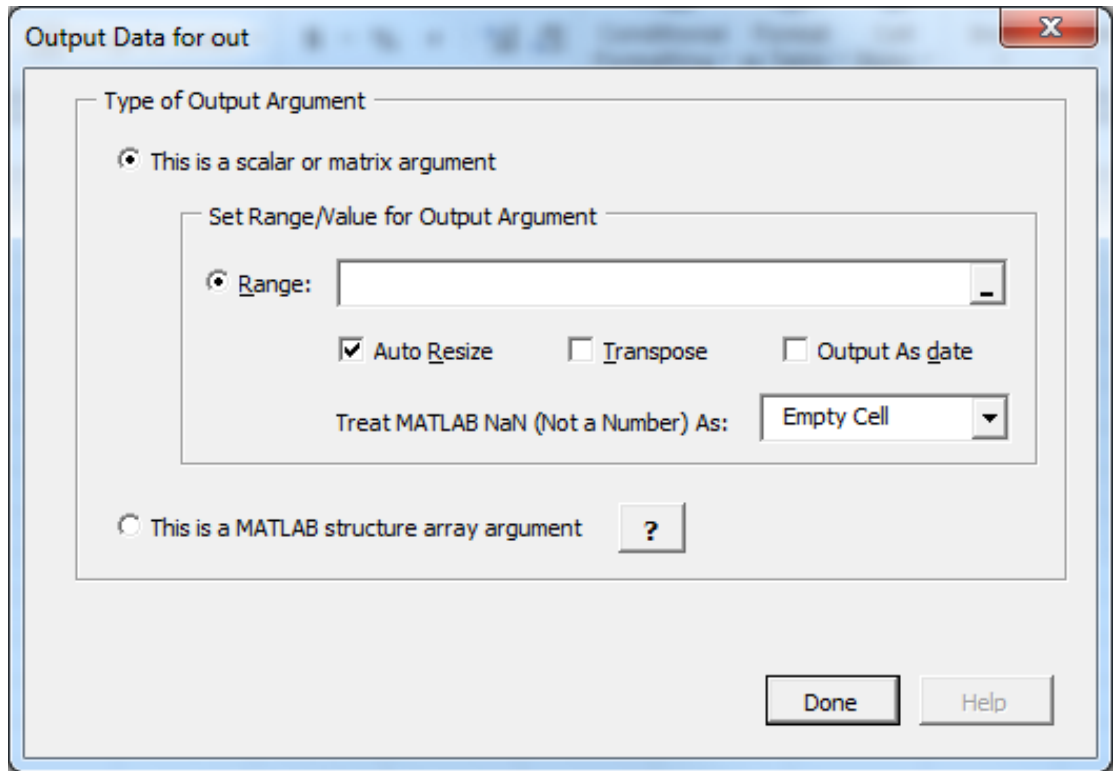 Output Data for out
X
Type of Output Argument
This is a scalar or matrix argument
Set Range/Value for Output Argument
Range:
_
Auto Resize Transpose Output As date
Treat MATLAB NaN (Not a Number) As: Empty Cell
This is a MATLAB structure array argument ?
Done Help